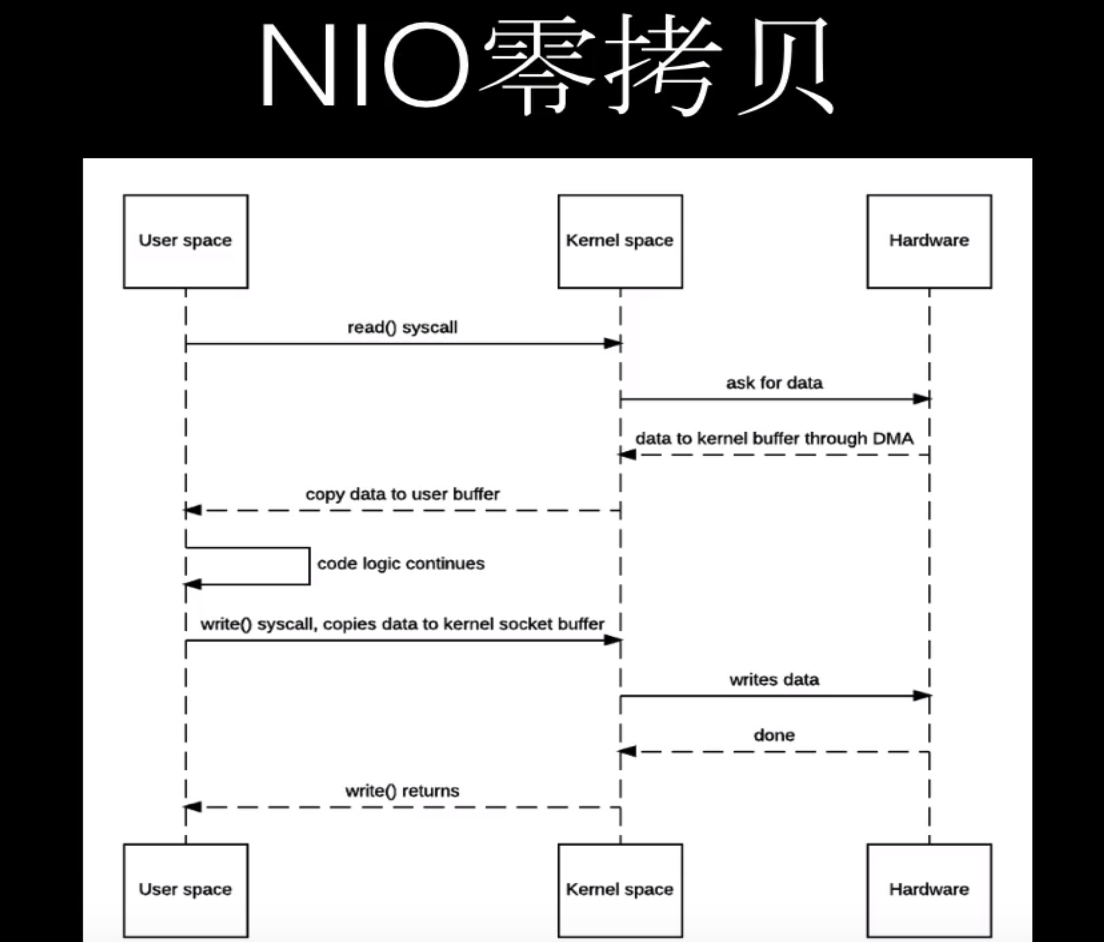 NIO零拷贝
User space
Kernel space
Hardware
read() syscall
ask for data
data to kernel buffer through DMA
copy data to user buffer
code logic continues
write() syscall, copies data to kernel socket buffer
writes data
done
write() returns
User space
Kernel space
Hardware